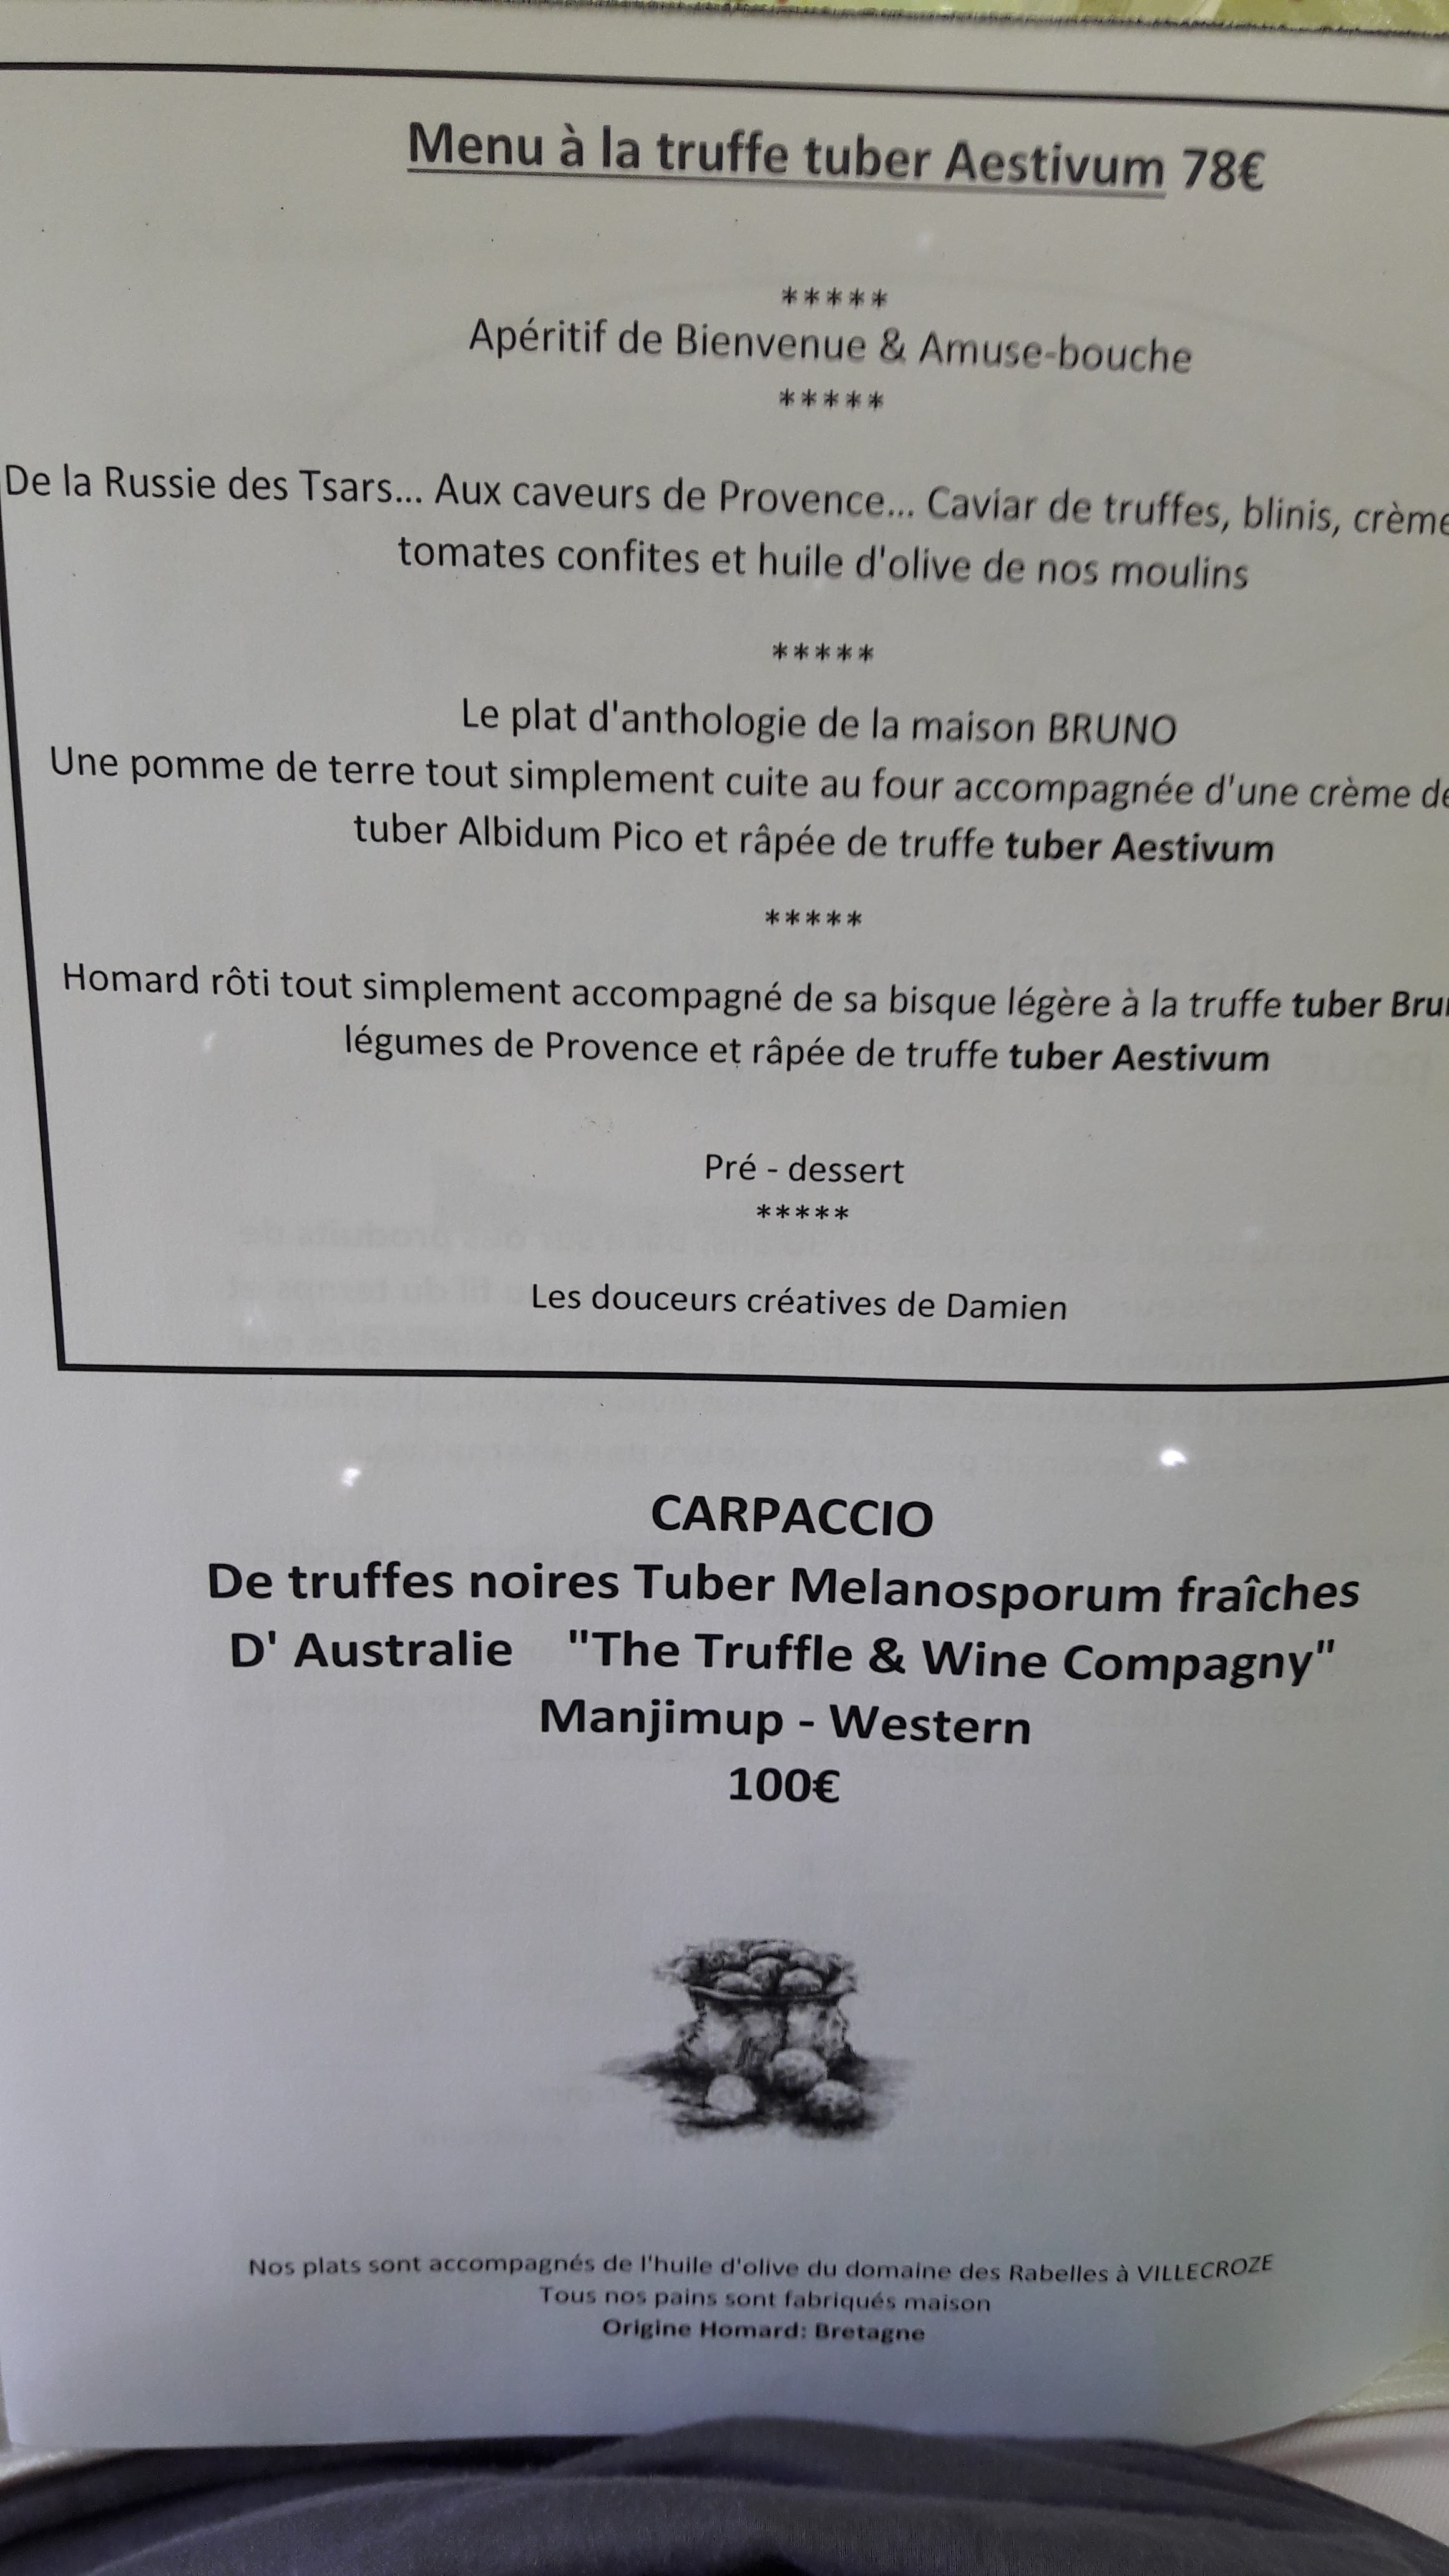 Menu à la truffe tuber Aestivum 78€
*****
Apéritif de Bienvenue & Amuse-bouche
*****
De la Russie des Tsars... Aux caveurs de Provence... Caviar de truffes, blinis, crème
tomates confites et huile d'olive de nos moulins
*****
Le plat d'anthologie de la maison BRUNO
Une pomme de terre tout simplement cuite au four accompagnée d'une crème de
tuber Albidum Pico et râpée de truffe tuber Aestivum
*****
Homard rôti tout simplement accompagné de sa bisque légère à la truffe tuber
légumes de Provence et râpée de truffe tuber Aestivum
Pré - dessert
*****
Les douceurs créatives de Damien
CARPACCIO
De truffes noires Tuber Melanosporum fraîches
D' Australie "The Truffle & Wine Compagny"
Manjimup - Western
100€
Nos plats sont accompagnés de l'huile d'olive du domaine des Rabelles à VILLECROZE
Tous nos pains sont fabriqués maison
Origine Homard: Bretagne